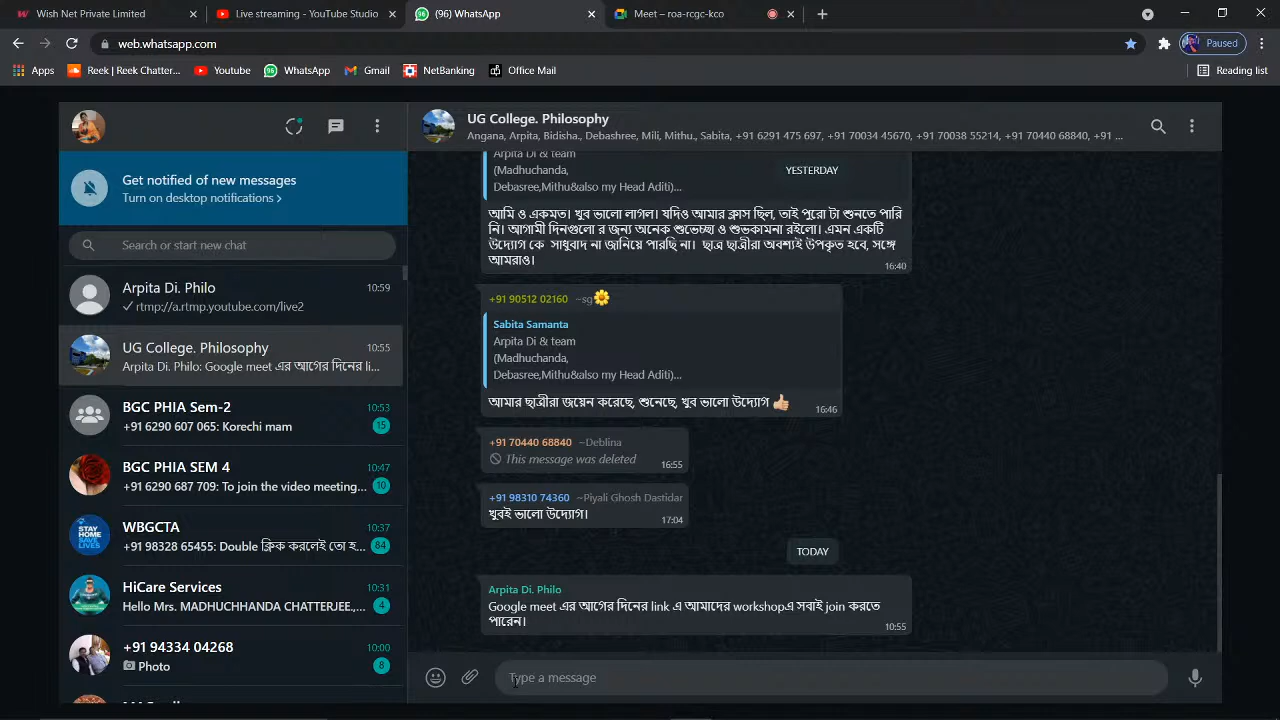 Wish Net Private Limited
Live streaming - YouTube Studio
(96) WhatsApp
Meet – roa-rcgc-kco
web.whatsapp.com
Paused
Apps
Reek | Reek Chatter...
Youtube
WhatsApp
Gmail
NetBanking
Office Mail
Reading list
Get notified of new messages
Turn on desktop notifications >
Search or start new chat
Arpita Di. Philo 10:59
rtmp://a.rtmp.youtube.com/live2
UG College. Philosophy 10:55
Arpita Di. Philo: Google meet এর আগের দিনের li...
BGC PHIA Sem-2 10:53
+91 6290 607 065: Korechi mam 15
BGC PHIA SEM 4 10:47
+91 6290 687 709: To join the video meeting... 10
WBGCTA 10:37
+91 98328 65455: Double ক্লিক করলেই তো হ... 84
HiCare Services 10:31
Hello Mrs. MADHUCHHANDA CHATTERJEE,... 4
+91 94334 04268 10:00
Photo 8
STAY HOME SAVE LIVES
UG College. Philosophy
Angana, Arpita, Bidisha., Debashree, Mili, Mithu., Sabita, +91 6291 475 697, +91 70034 45670, +91 70038 55214, +91 70440 68840, +91 ...
Arpita Di & team
YESTERDAY
(Madhuchanda,
Debasree,Mithu&also my Head Aditi)...
আমি ও একমত। খুব ভালো লাগল। যদিও আমার ক্লাস ছিল, তাই পুরো টা শুনতে পারি
নি। আগামী দিনগুলো র জন্য অনেক শুভেচ্ছা ও শুভকামনা রইলো। এমন একটি
উদ্যোগ কে সাধুবাদ না জানিয়ে পারছি না। ছাত্র ছাত্রীরা অবশ্যই উপকৃত হবে, সঙ্গে
আমরাও।
16:40
+91 90512 02160 ~sg🌼
Sabita Samanta
Arpita Di & team
(Madhuchanda,
Debasree,Mithu&also my Head Aditi)...
আমার ছাত্রীরা জয়েন করেছে, শুনেছে, খুব ভালো উদ্যোগ 👍🏼
16:46
+91 70440 68840 ~Deblina
This message was deleted
16:55
+91 98310 74360 ~Piyali Ghosh Dastidar
খুবই ভালো উদ্যোগ।
17:04
TODAY
Arpita Di. Philo
Google meet এর আগের দিনের link এ আমাদের workshopএ সবাই join করতে
পারেন।
10:55
Type a message